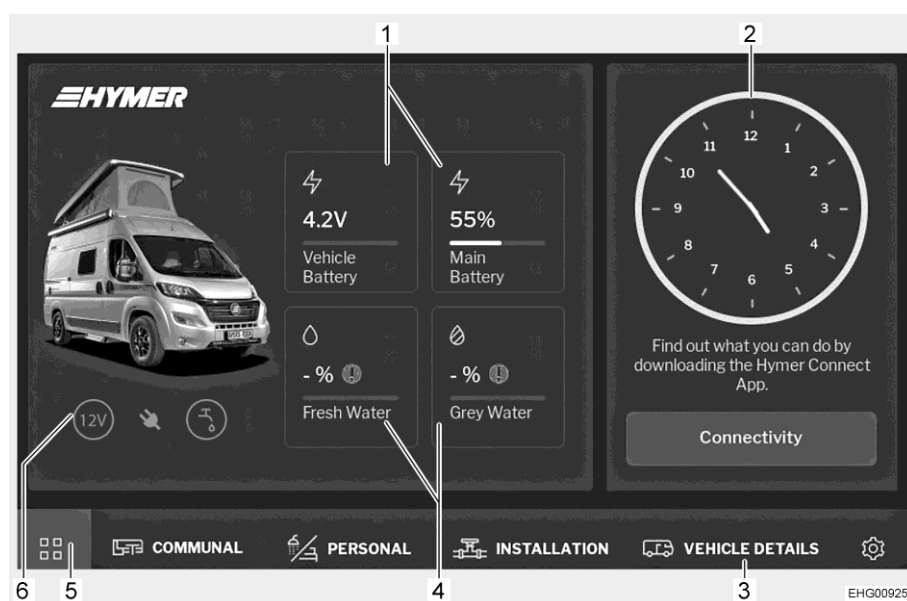 1
2
HYMER
4.2V
Vehicle
Battery
55%
Main
Battery
- %
Fresh Water
- %
Grey Water
12V
12
1
2
3
4
5
6
7
8
9
10
11
Find out what you can do by
downloading the Hymer Connect
App.
Connectivity
COMMUNAL
PERSONAL
INSTALLATION
VEHICLE DETAILS
6
5
4
3
EHG00925